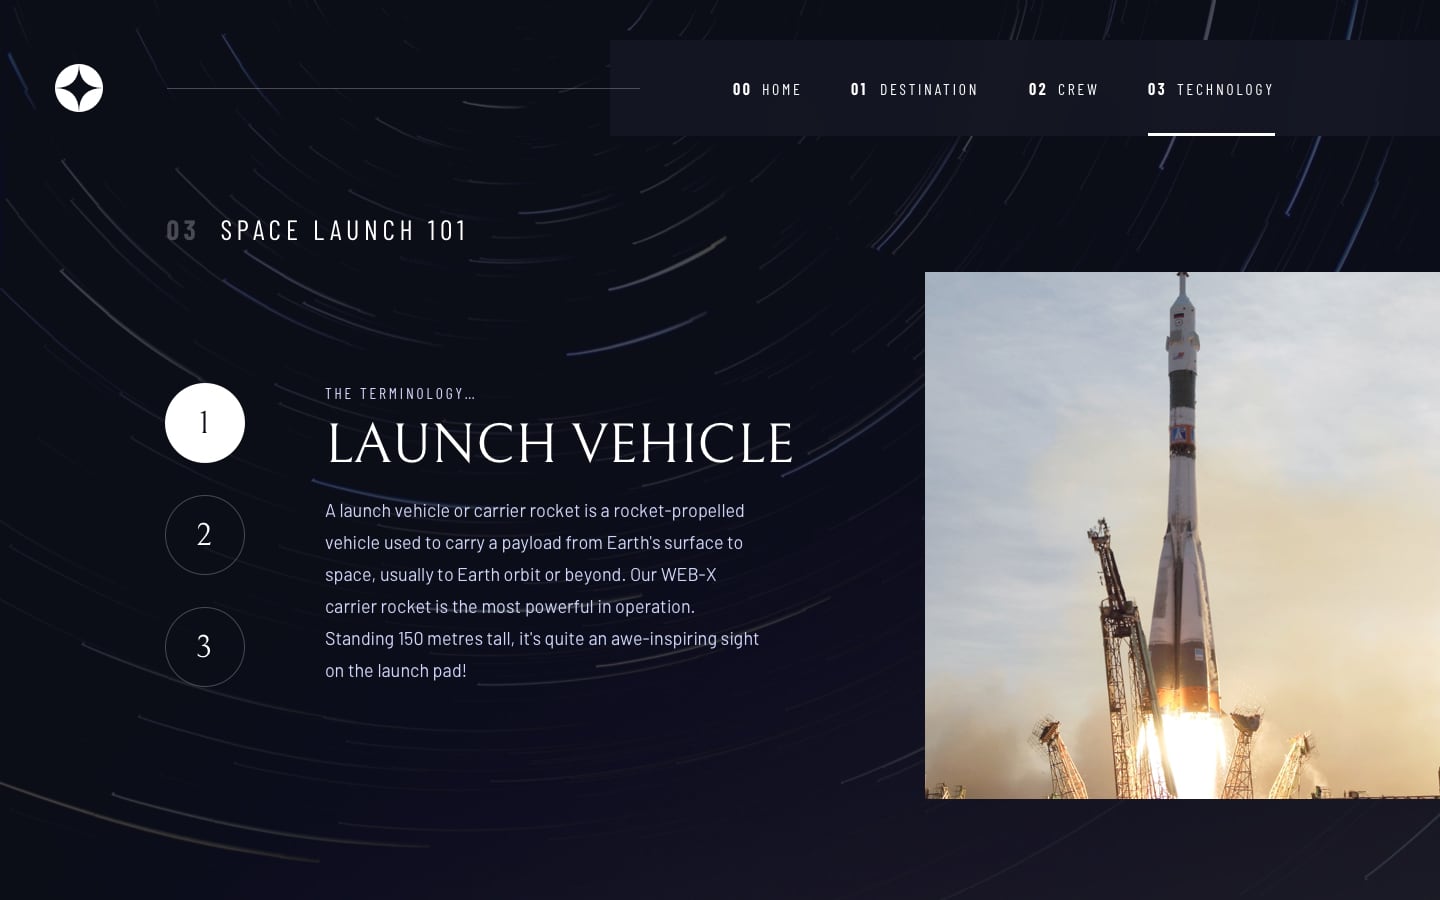 00 HOME 01 DESTINATION 02 CREW 03 TECHNOLOGY
03 SPACE LAUNCH 101
1
2
3
THE TERMINOLOGY…
LAUNCH VEHICLE
A launch vehicle or carrier rocket is a rocket-propelled
vehicle used to carry a payload from Earth's surface to
space, usually to Earth orbit or beyond. Our WEB-X
carrier rocket is the most powerful in operation.
Standing 150 metres tall, it's quite an awe-inspiring sight
on the launch pad!